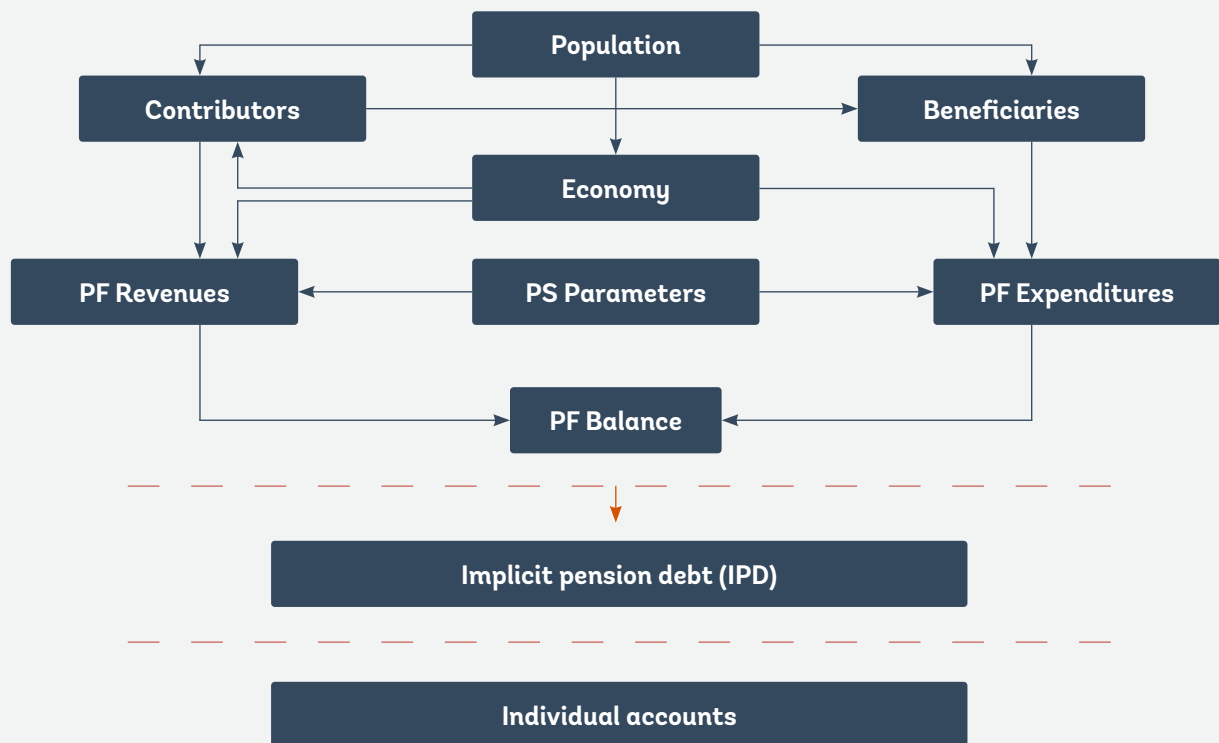 Population
Contributors
Beneficiaries
Economy
PF Revenues
PS Parameters
PF Expenditures
PF Balance
Implicit pension debt (IPD)
Individual accounts